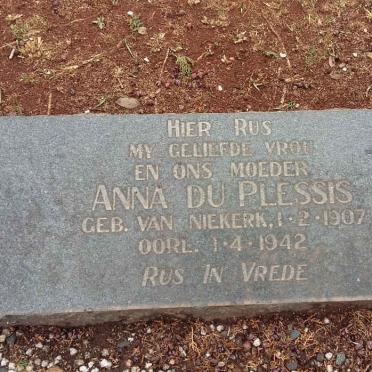 Hier Rus
my geliefde vrou
en ons moeder
Anna du Plessis
geb. van Niekerk, 1·2·1907
oorl. 1·4·1942
Rus In Vrede